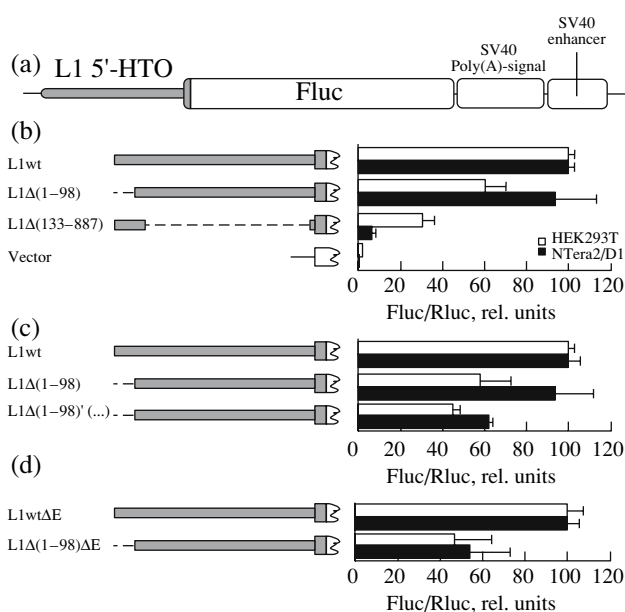 (a)
L1 5'-HTO
Fluc
SV40
Poly(A)-signal
SV40
enhancer
(b)
L1wt
L1Δ(1–98)
L1Δ(133–887)
Vector
HEK293T
NTera2/D1
0 20 40 60 80 100 120
Fluc/Rluc, rel. units
(c)
L1wt
L1Δ(1–98)
L1Δ(1–98)' (...)
0 20 40 60 80 100 120
Fluc/Rluc, rel. units
(d)
L1wtΔE
L1Δ(1–98)ΔE
0 20 40 60 80 100 120
Fluc/Rluc, rel. units